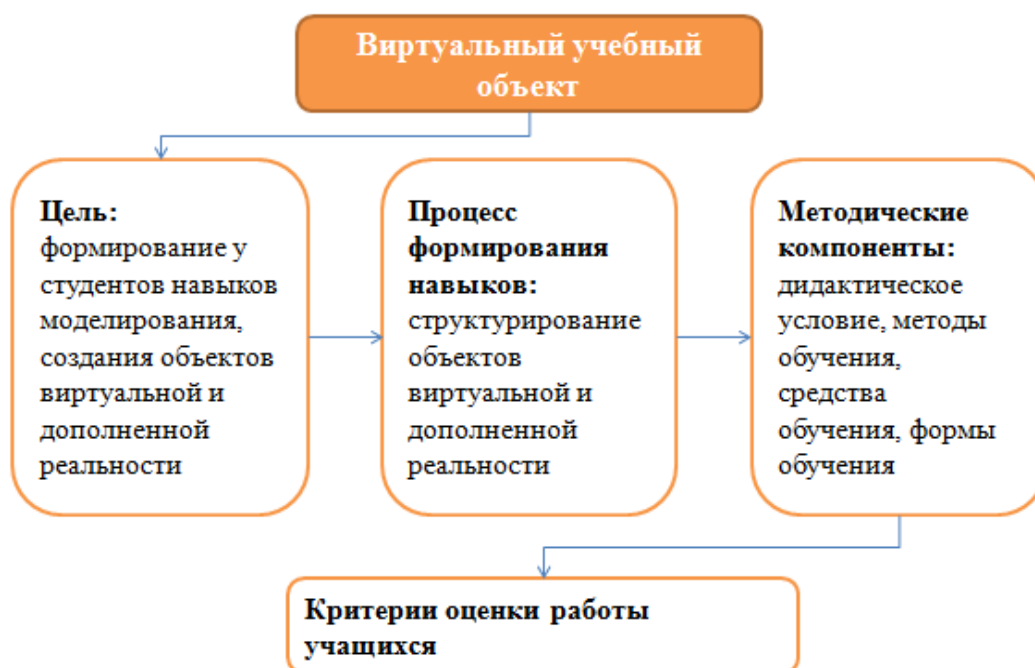 Виртуальный учебный
объект
Цель:
формирование у
студентов навыков
моделирования,
создания объектов
виртуальной и
дополненной
реальности
Процесс
формирования
навыков:
структурирование
объектов
виртуальной и
дополненной
реальности
Методические
компоненты:
дидактическое
условие, методы
обучения,
средства
обучения, формы
обучения
Критерии оценки работы
учащихся